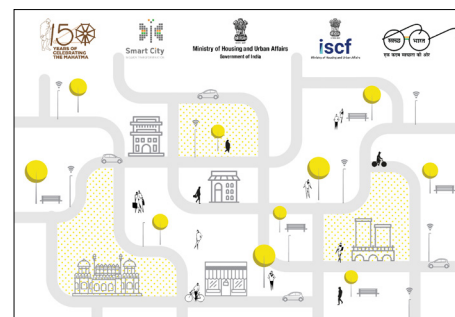 150
YEARS OF
CELEBRATING
THE MAHATMA
Smart City
Ministry of Housing and Urban Affairs
Government of India
iscf
Ministry of Housing and Urban Affairs
स्वच्छ भारत
एक कदम स्वच्छता की ओर